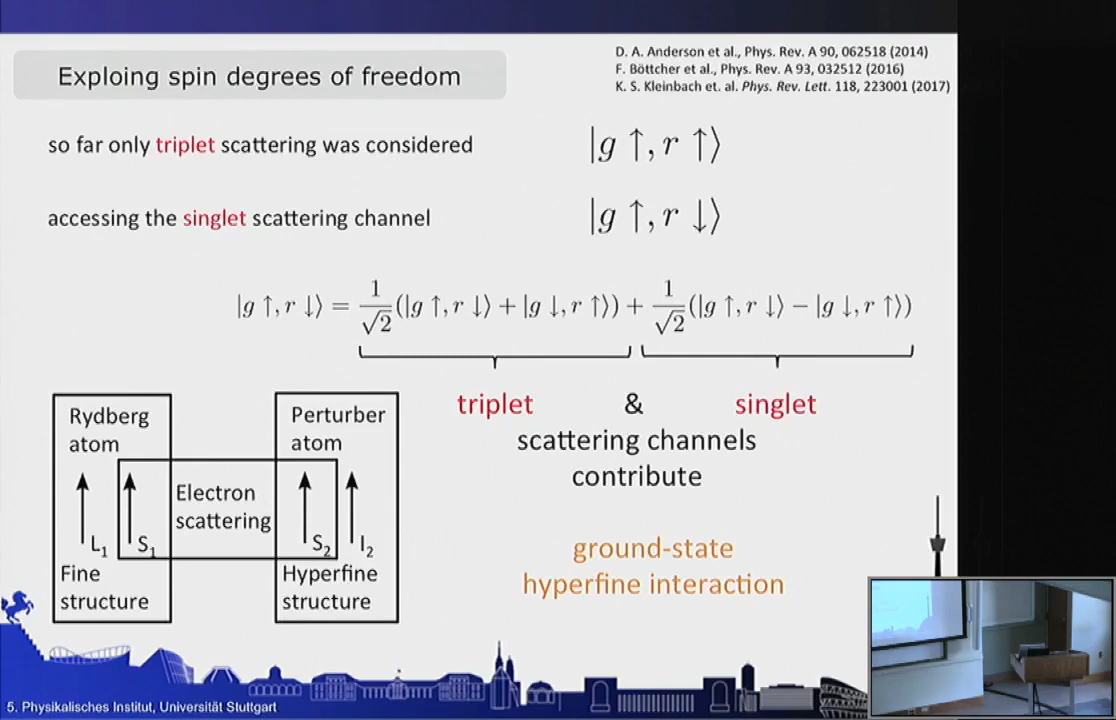 Exploing spin degrees of freedom
D. A. Anderson et al., Phys. Rev. A 90, 062518 (2014)
F. Böttcher et al., Phys. Rev. A 93, 032512 (2016)
K. S. Kleinbach et. al. Phys. Rev. Lett. 118, 223001 (2017)
so far only triplet scattering was considered
|g ↑, r ↑⟩
accessing the singlet scattering channel
|g ↑, r ↓⟩
|g ↑, r ↓⟩ = 1/√2 (|g ↑, r ↓⟩ + |g ↓, r ↑⟩) + 1/√2 (|g ↑, r ↓⟩ − |g ↓, r ↑⟩)
triplet & singlet
scattering channels
contribute
ground-state
hyperfine interaction
Rydberg
atom
Perturber
atom
Electron
scattering
L₁ S₁
S₂ I₂
Fine
structure
Hyperfine
structure
5. Physikalisches Institut, Universität Stuttgart